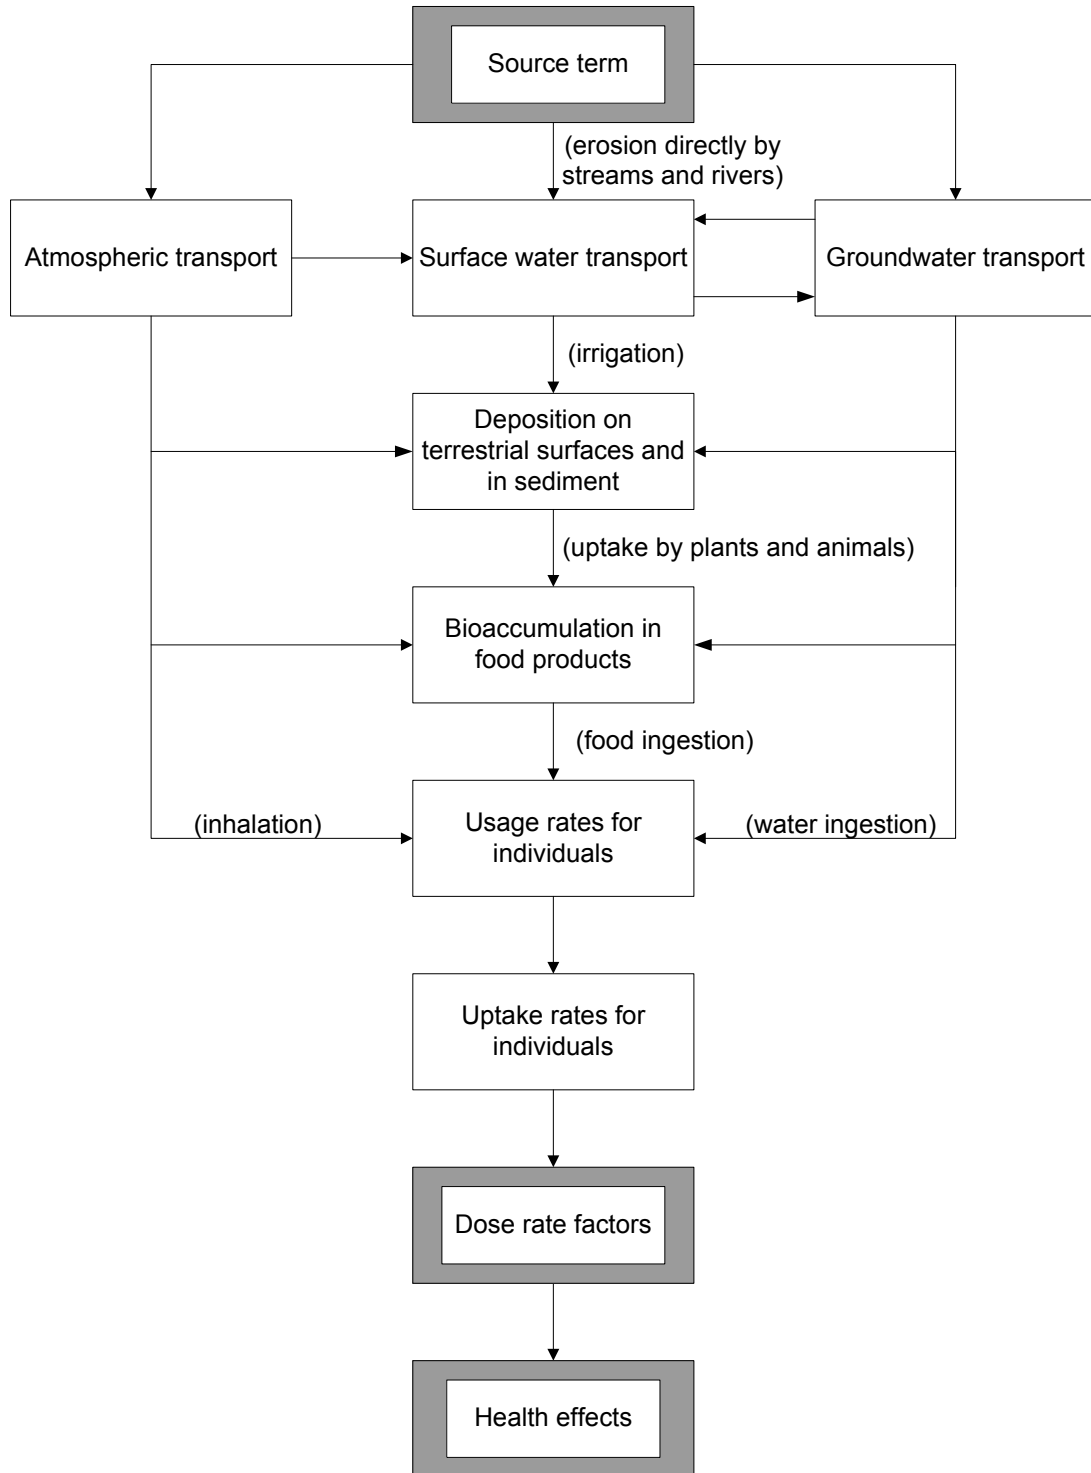 Source term
(erosion directly by
streams and rivers)
Atmospheric transport
Surface water transport
Groundwater transport
(irrigation)
Deposition on
terrestrial surfaces and
in sediment
(uptake by plants and animals)
Bioaccumulation in
food products
(food ingestion)
(inhalation)
Usage rates for
individuals
(water ingestion)
Uptake rates for
individuals
Dose rate factors
Health effects